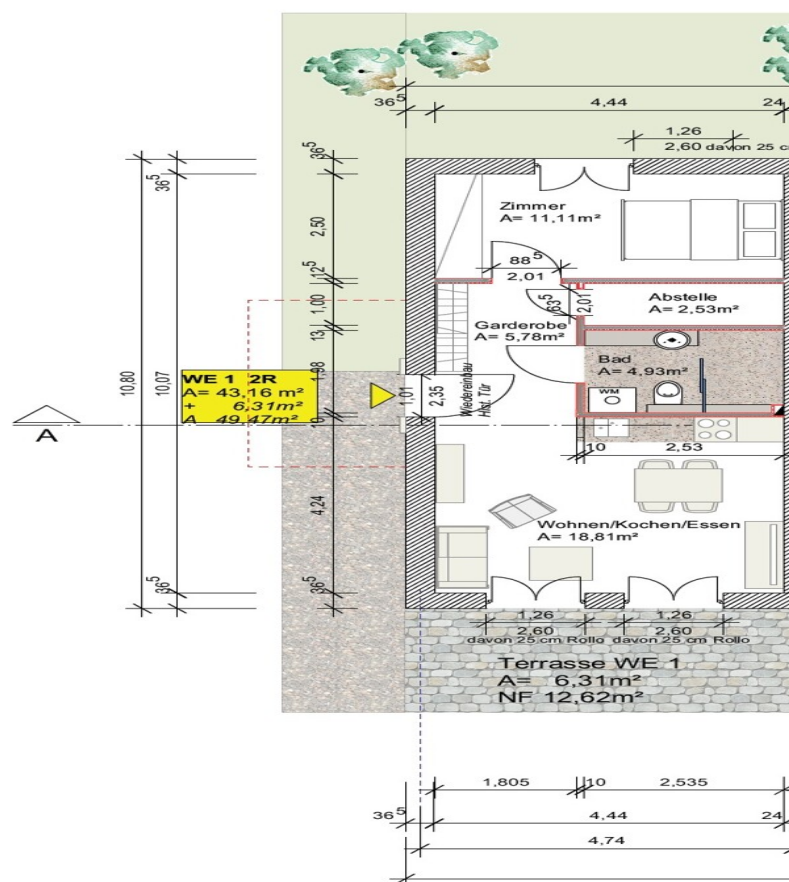 36⁵
4,44
24
1,26
2,60 davon 25 cm
36⁵
36⁵
Zimmer
A= 11,11m²
2,50
88⁵
2,01
12⁵
1,00
63⁵
2,01
Abstelle
A= 2,53m²
Garderobe
A= 5,78m²
13
Bad
A= 4,93m²
WE 1 2R
A= 43,16 m²
+ 6,31m²
A 49,47m²
1,98
1,01
2,35
Wiedereinbau
Hist. Tür
WM
10,80
10,07
A
10
2,53
4,24
Wohnen/Kochen/Essen
A= 18,81m²
36⁵
36⁵
1,26
1,26
2,60
2,60
davon 25 cm Rollo
davon 25 cm Rollo
Terrasse WE 1
A= 6,31m²
NF 12,62m²
1,805
10
2,535
36⁵
4,44
24
4,74